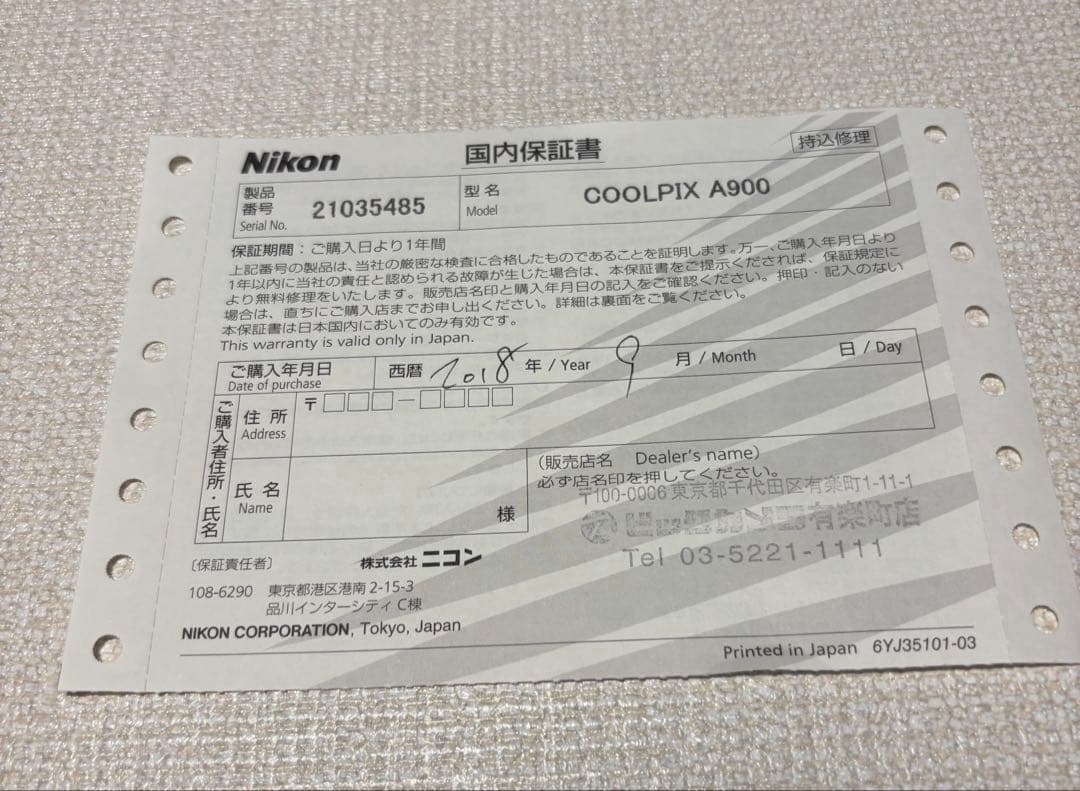 Nikon
国内保証書
持込修理
製品番号 Serial No. 21035485
型名 Model COOLPIX A900
保証期間：ご購入日より1年間
上記番号の製品は、当社の厳密な検査に合格したものであることを証明します。万一、ご購入年月日より
1年以内に当社の責任と認められる故障が生じた場合は、本保証書をご提示くだされば、保証規定に
より無料修理をいたします。販売店名印と購入年月日の記入をご確認ください。押印・記入のない
場合は、直ちにご購入店までお申し出ください。詳細は裏面をご覧ください。
本保証書は日本国内においてのみ有効です。
This warranty is valid only in Japan.
ご購入年月日 Date of purchase
西暦 2018 年 / Year 9 月 / Month 日 / Day
ご購入者住所・氏名
住所 Address
〒
氏名 Name
様
（販売店名 Dealer's name）
必ず店名印を押してください。
〒100-0006 東京都千代田区有楽町1-11-1
ビックカメラ有楽町店
Tel 03-5221-1111
〔保証責任者〕
株式会社 ニコン
108-6290 東京都港区港南 2-15-3
品川インターシティ C棟
NIKON CORPORATION, Tokyo, Japan
Printed in Japan 6YJ35101-03